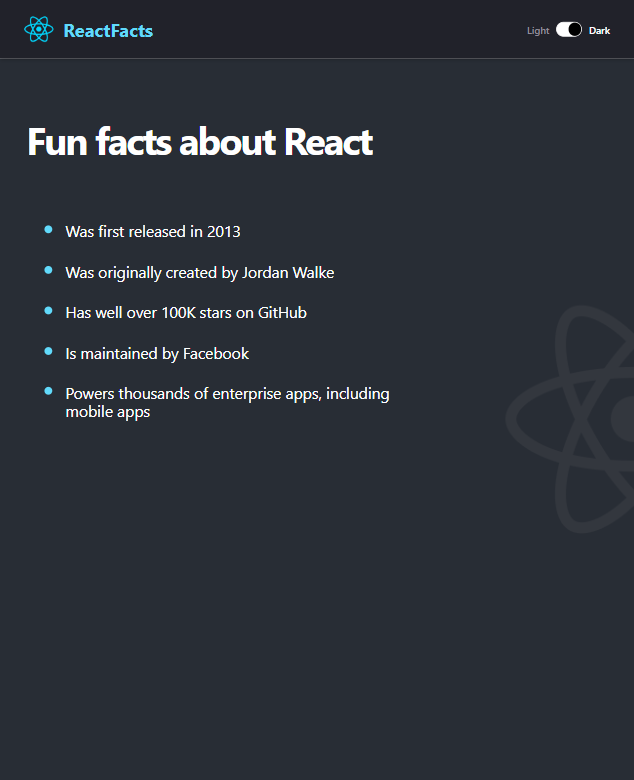 ReactFacts
Light Dark
Fun facts about React
Was first released in 2013
Was originally created by Jordan Walke
Has well over 100K stars on GitHub
Is maintained by Facebook
Powers thousands of enterprise apps, including
mobile apps